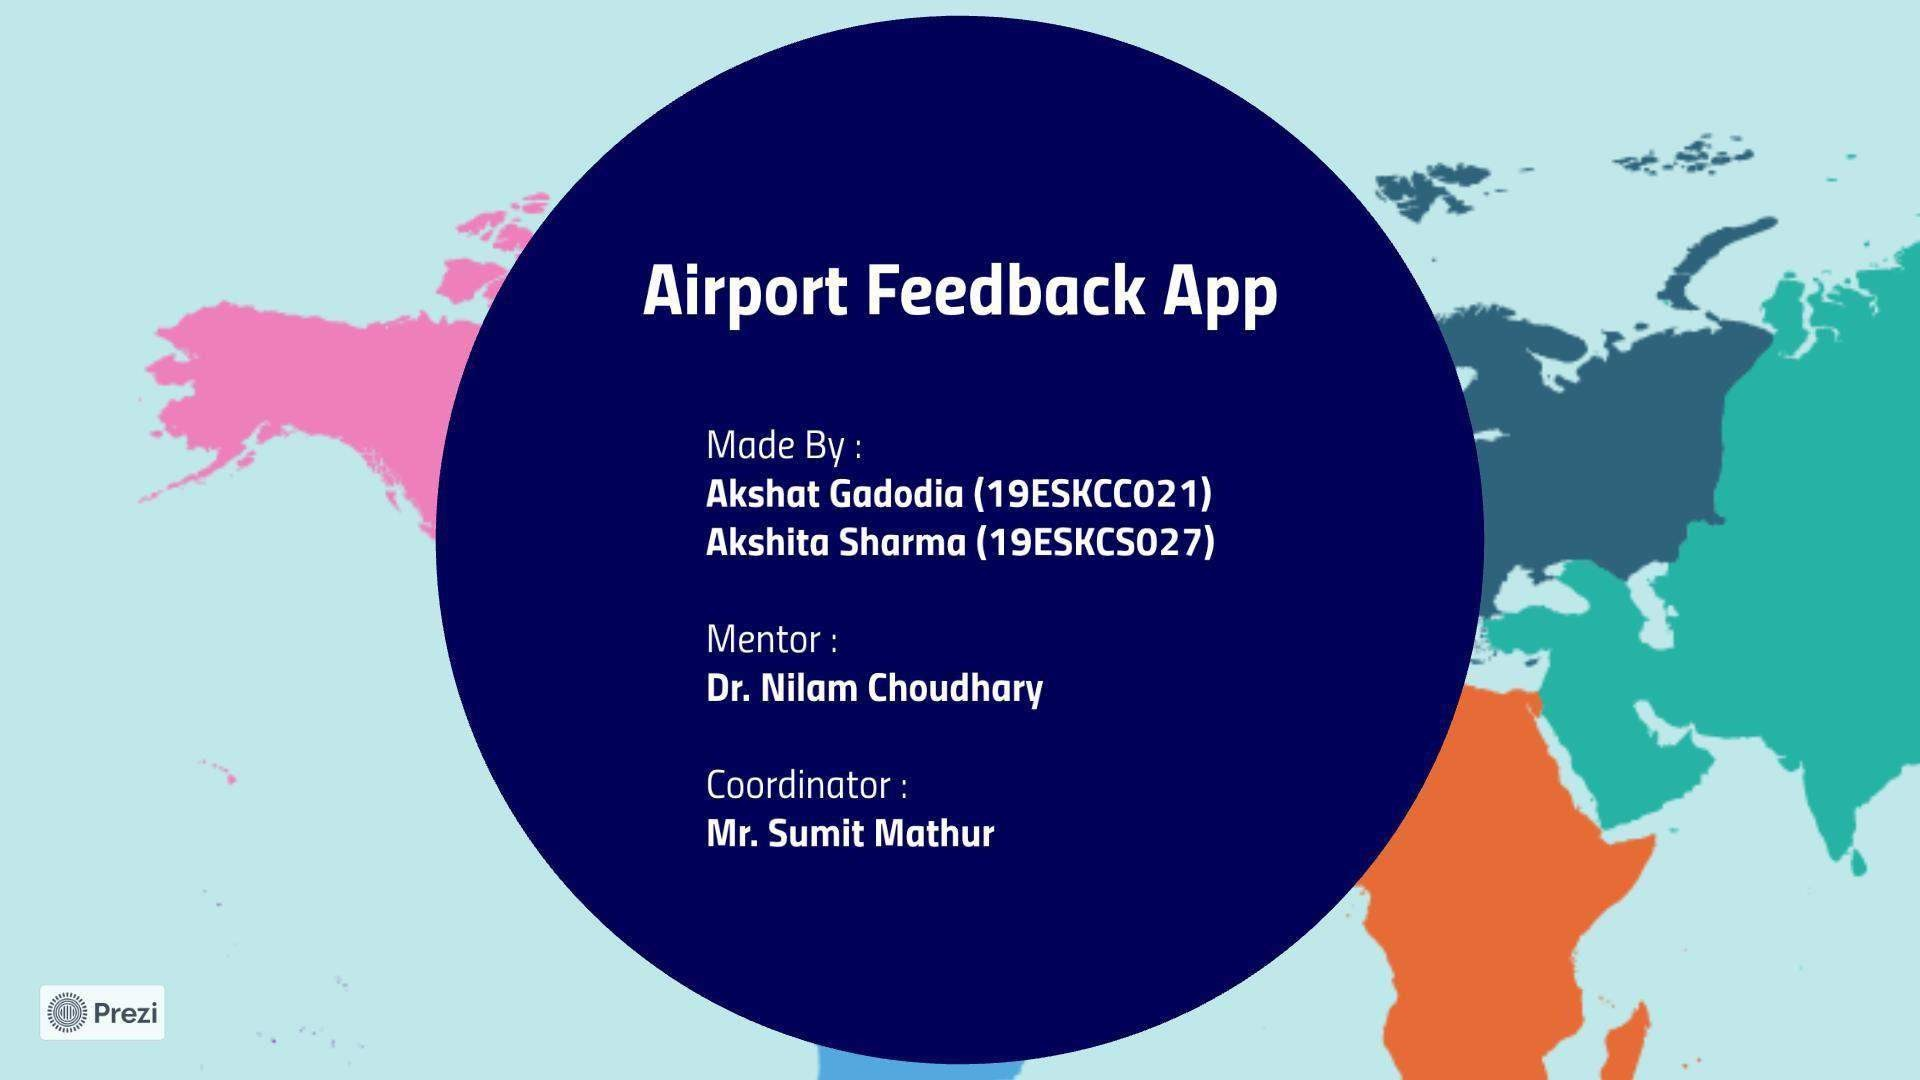 Airport Feedback App
Made By :
Akshat Gadodia (19ESKCC021)
Akshita Sharma (19ESKCS027)
Mentor :
Dr. Nilam Choudhary
Coordinator :
Mr. Sumit Mathur
Prezi